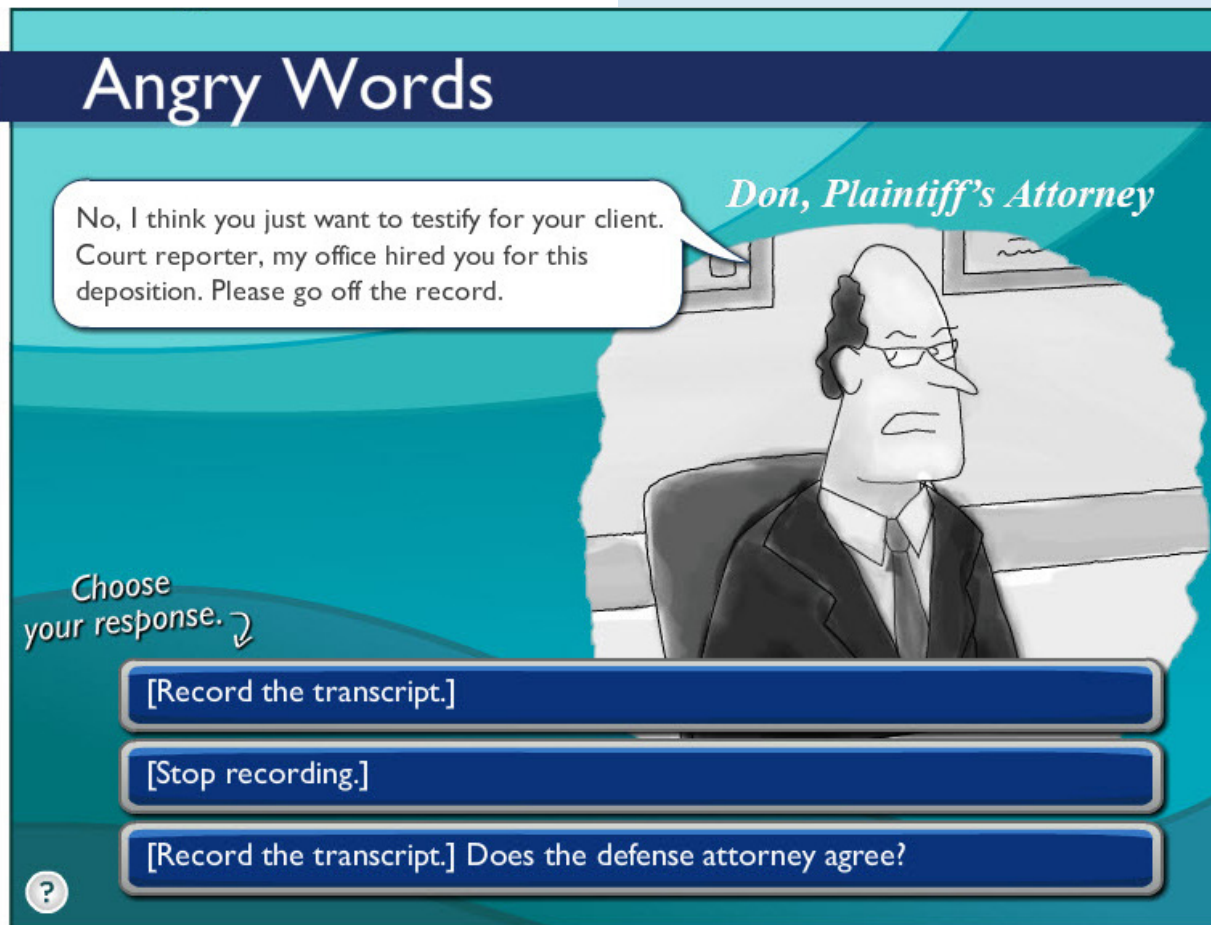 Angry Words
Don, Plaintiff's Attorney
No, I think you just want to testify for your client.
Court reporter, my office hired you for this
deposition. Please go off the record.
Choose
your response.
[Record the transcript.]
[Stop recording.]
[Record the transcript.] Does the defense attorney agree?
?